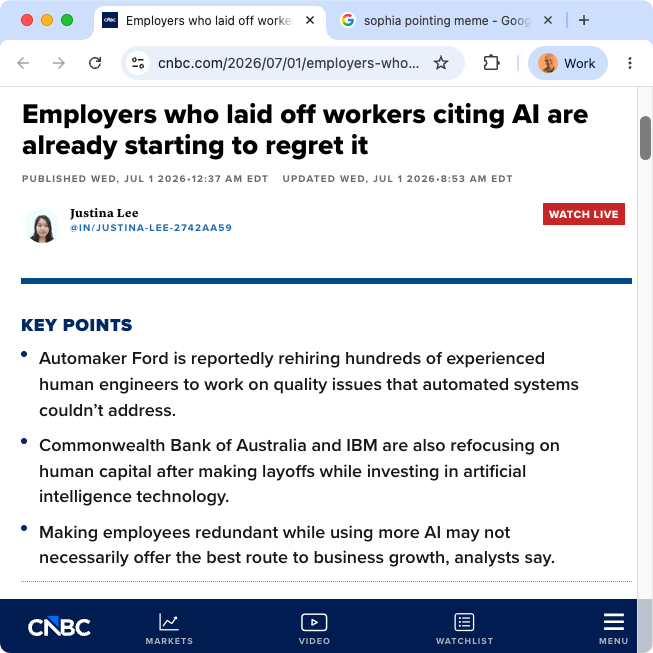 Employers who laid off worke
sophia pointing meme - Goog
cnbc.com/2026/07/01/employers-who...
Work
Employers who laid off workers citing AI are
already starting to regret it
PUBLISHED WED, JUL 1 2026•12:37 AM EDT
UPDATED WED, JUL 1 2026•8:53 AM EDT
Justina Lee
@IN/JUSTINA-LEE-2742AA59
WATCH LIVE
KEY POINTS
Automaker Ford is reportedly rehiring hundreds of experienced
human engineers to work on quality issues that automated systems
couldn’t address.
Commonwealth Bank of Australia and IBM are also refocusing on
human capital after making layoffs while investing in artificial
intelligence technology.
Making employees redundant while using more AI may not
necessarily offer the best route to business growth, analysts say.
CNBC
MARKETS
VIDEO
WATCHLIST
MENU